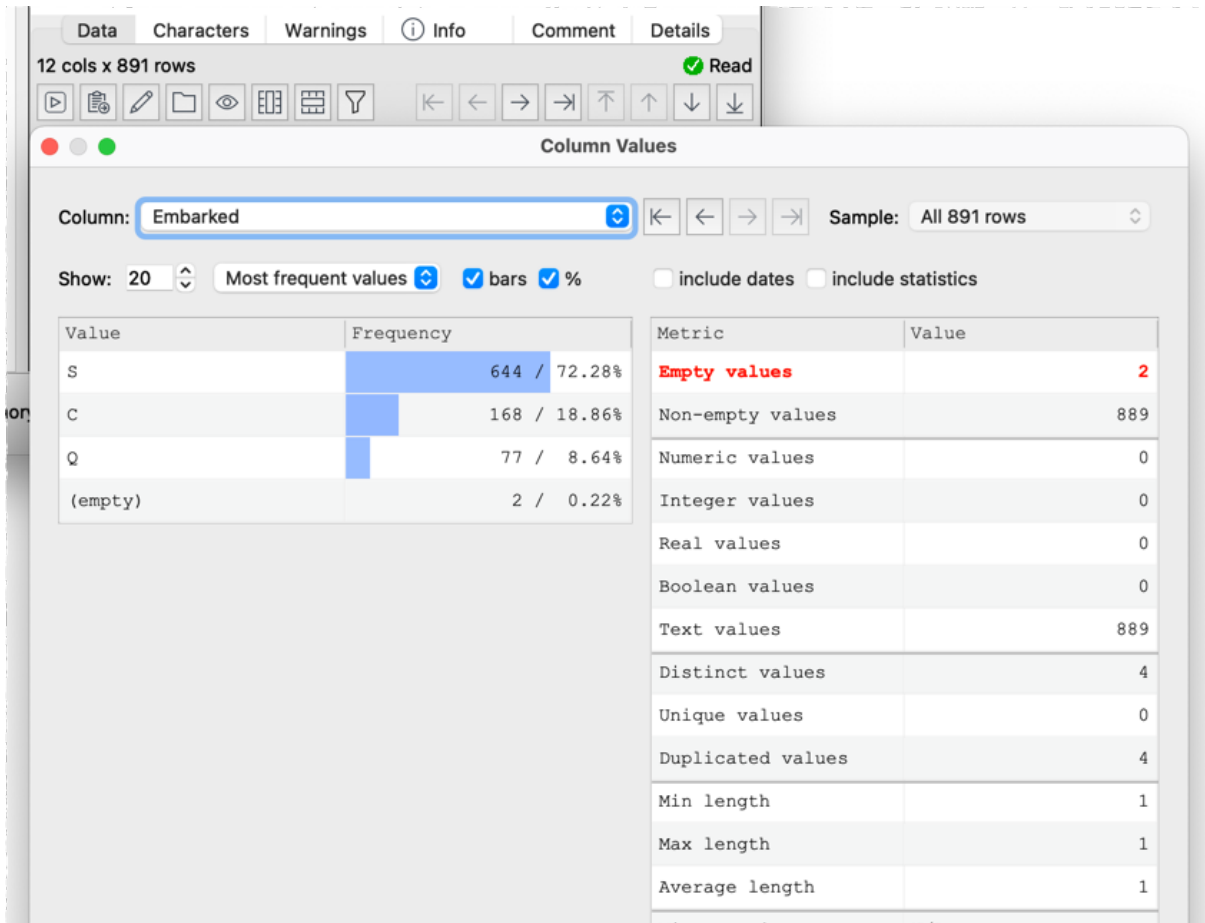 Data Characters Warnings Info Comment Details
12 cols x 891 rows Read
Column Values
Column: Embarked Sample: All 891 rows
Show: 20 Most frequent values bars % include dates include statistics
Value Frequency
S 644 / 72.28%
C 168 / 18.86%
Q 77 / 8.64%
(empty) 2 / 0.22%
Metric Value
Empty values 2
Non-empty values 889
Numeric values 0
Integer values 0
Real values 0
Boolean values 0
Text values 889
Distinct values 4
Unique values 0
Duplicated values 4
Min length 1
Max length 1
Average length 1